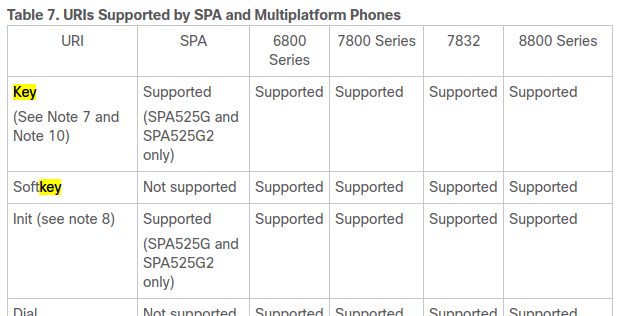 Table 7. URIs Supported by SPA and Multiplatform Phones
URI SPA 6800 Series 7800 Series 7832 8800 Series
Key (See Note 7 and Note 10) Supported (SPA525G and SPA525G2 only) Supported Supported Supported Supported
Softkey Not supported Supported Supported Supported Supported
Init (see note 8) Supported (SPA525G and SPA525G2 only) Supported Supported Supported Supported
Dial Not supported Supported Supported Supported Supported